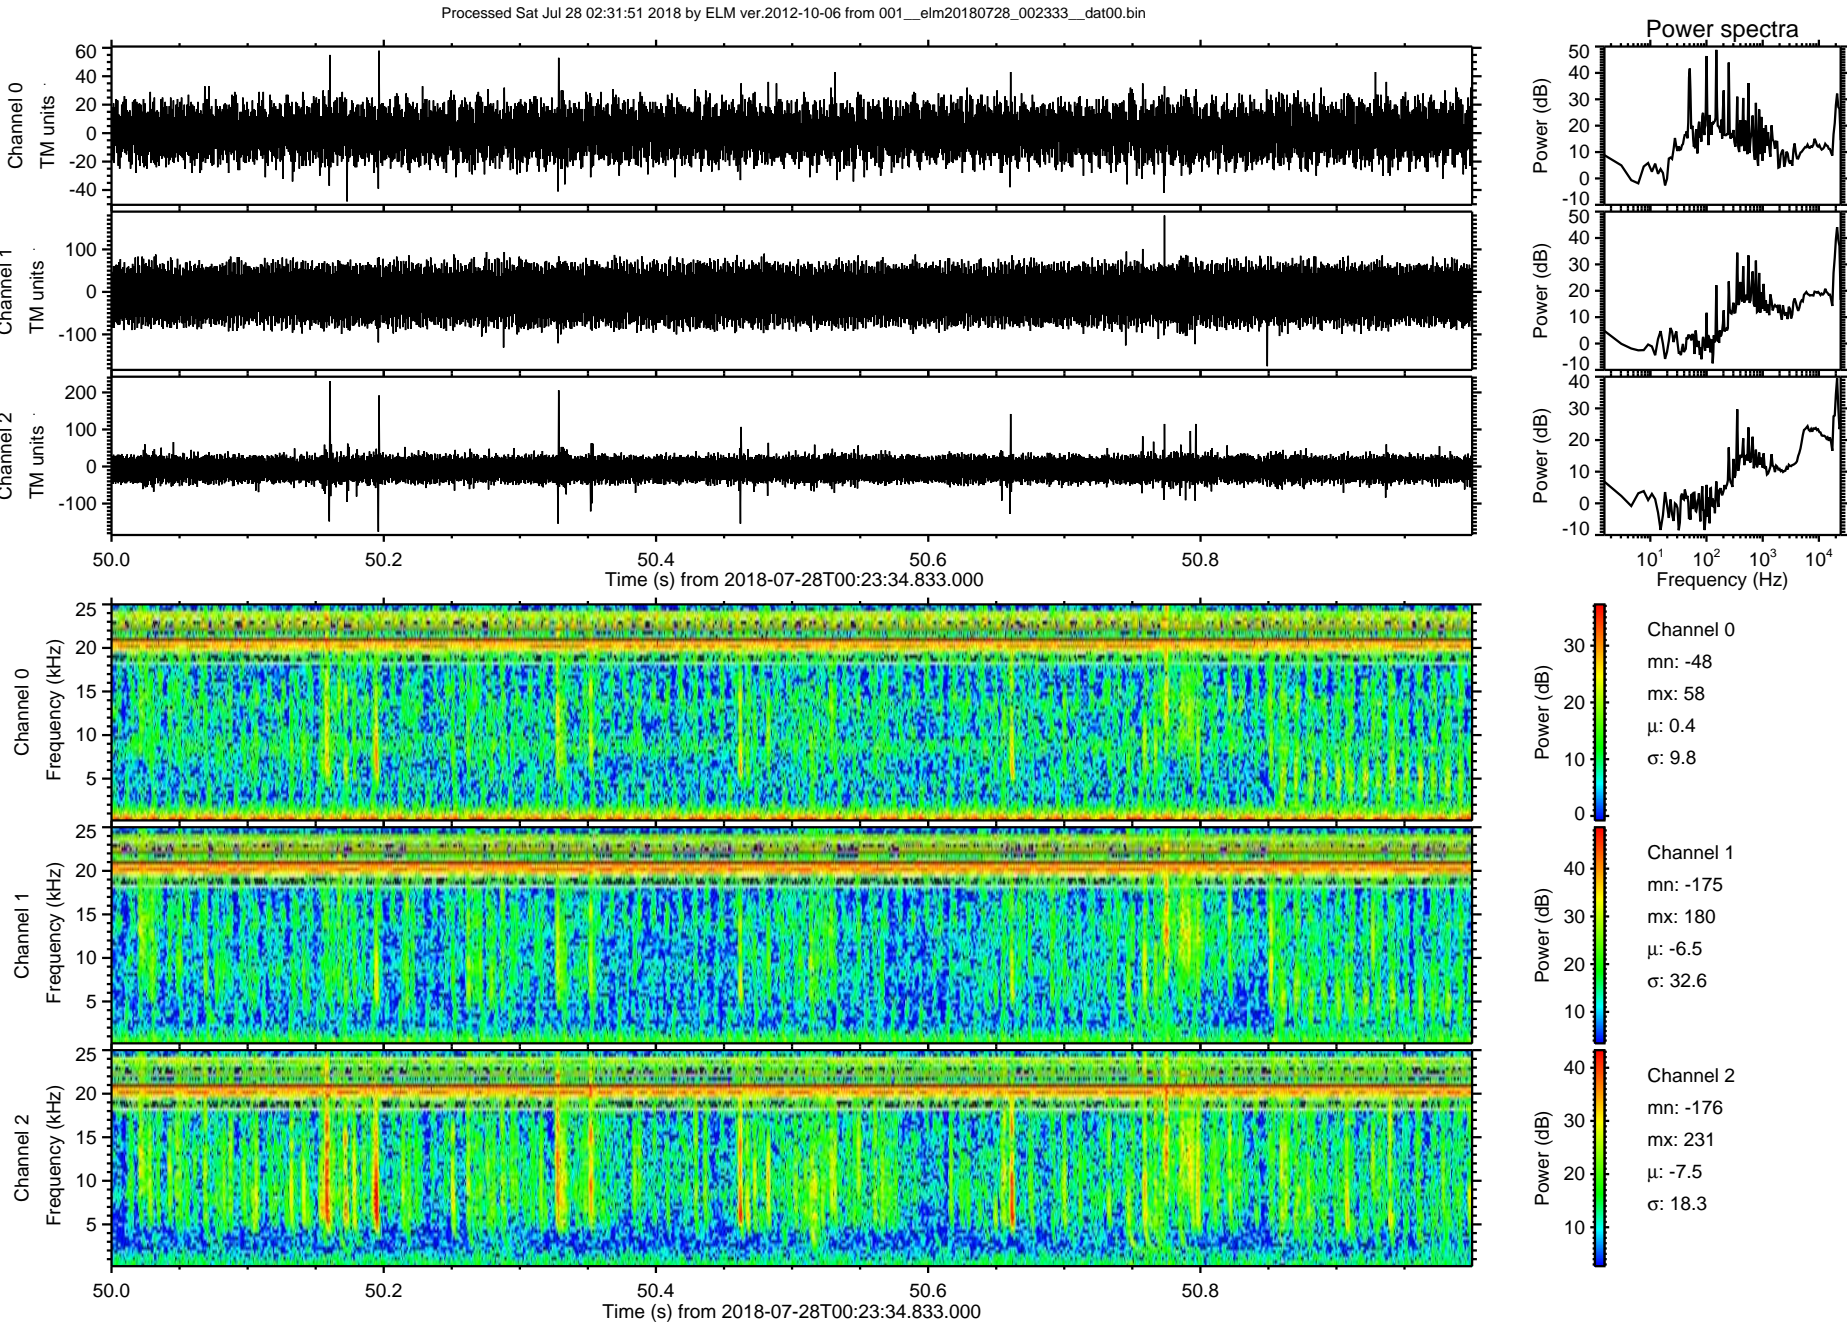 Processed Sat Jul 28 02:31:51 2018 by ELM ver.2012-10-06 from 001__elm20180728_002333__dat00.bin
Power spectra
Channel 0
TM units
60
40
20
0
-20
-40
Power (dB)
50
40
30
20
10
0
-10
Channel 1
TM units
100
0
-100
Power (dB)
50
40
30
20
10
0
-10
Channel 2
TM units
200
100
0
-100
Power (dB)
40
30
20
10
0
-10
50.0 50.2 50.4 50.6 50.8
Time (s) from 2018-07-28T00:23:34.833.000
10^1 10^2 10^3 10^4
Frequency (Hz)
Channel 0
Frequency (kHz)
25
20
15
10
5
Power (dB)
30
20
10
0
Channel 0
mn: -48
mx: 58
μ: 0.4
σ: 9.8
Channel 1
Frequency (kHz)
25
20
15
10
5
Power (dB)
40
30
20
10
Channel 1
mn: -175
mx: 180
μ: -6.5
σ: 32.6
Channel 2
Frequency (kHz)
25
20
15
10
5
Power (dB)
40
30
20
10
Channel 2
mn: -176
mx: 231
μ: -7.5
σ: 18.3
50.0 50.2 50.4 50.6 50.8
Time (s) from 2018-07-28T00:23:34.833.000